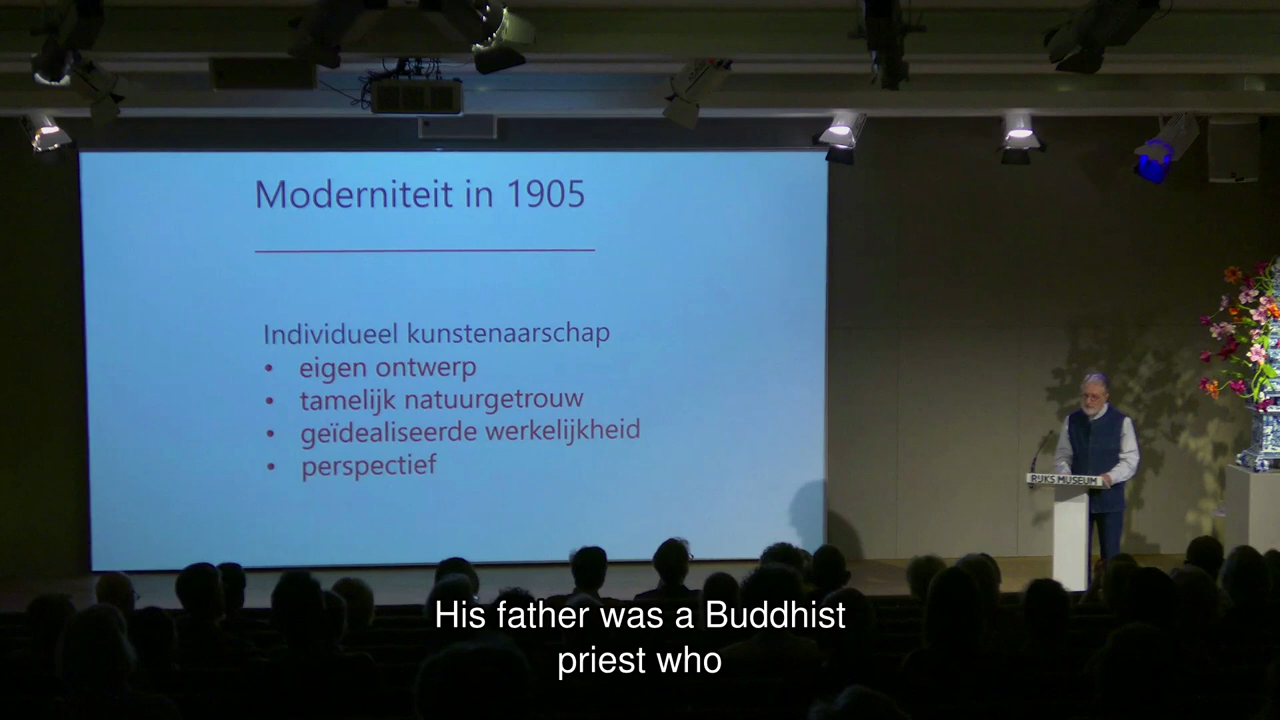 Moderniteit in 1905
Individueel kunstenaarschap
• eigen ontwerp
• tamelijk natuurgetrouw
• geïdealiseerde werkelijkheid
• perspectief
RIJKS MUSEUM
His father was a Buddhist
priest who